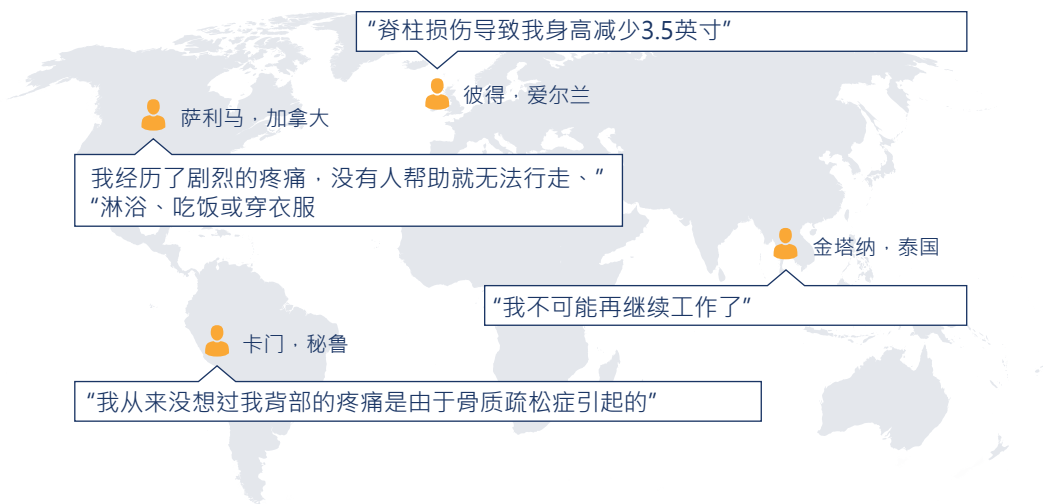 “脊柱损伤导致我身高减少3.5英寸”
彼得，爱尔兰
萨利马，加拿大
我经历了剧烈的疼痛，没有人帮助就无法行走、”
“淋浴、吃饭或穿衣服
金塔纳，泰国
“我不可能再继续工作了”
卡门，秘鲁
“我从来没想过我背部的疼痛是由于骨质疏松症引起的”